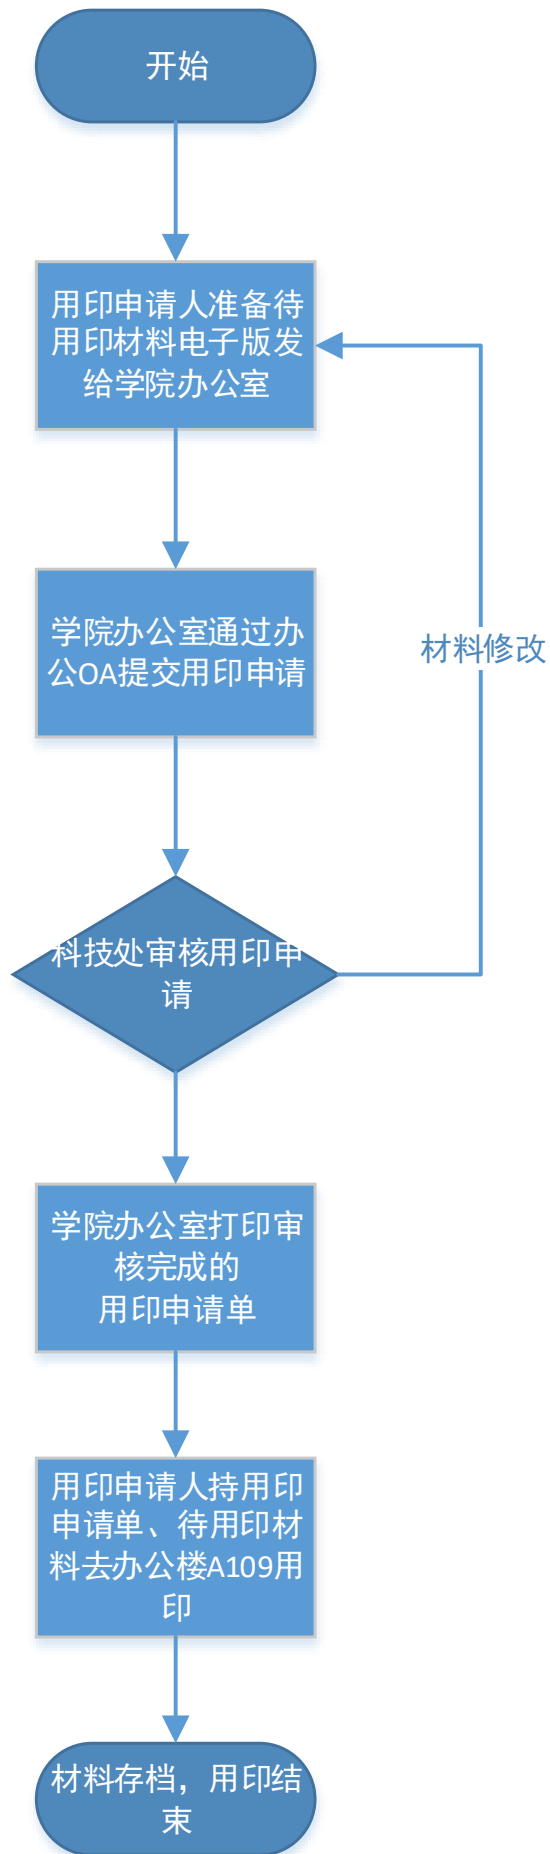 开始
用印申请人准备待
用印材料电子版发
给学院办公室
学院办公室通过办
公OA提交用印申请
材料修改
科技处审核用印申
请
学院办公室打印审
核完成的
用印申请单
用印申请人持用印
申请单、待用印材
料去办公楼A109用
印
材料存档，用印结
束